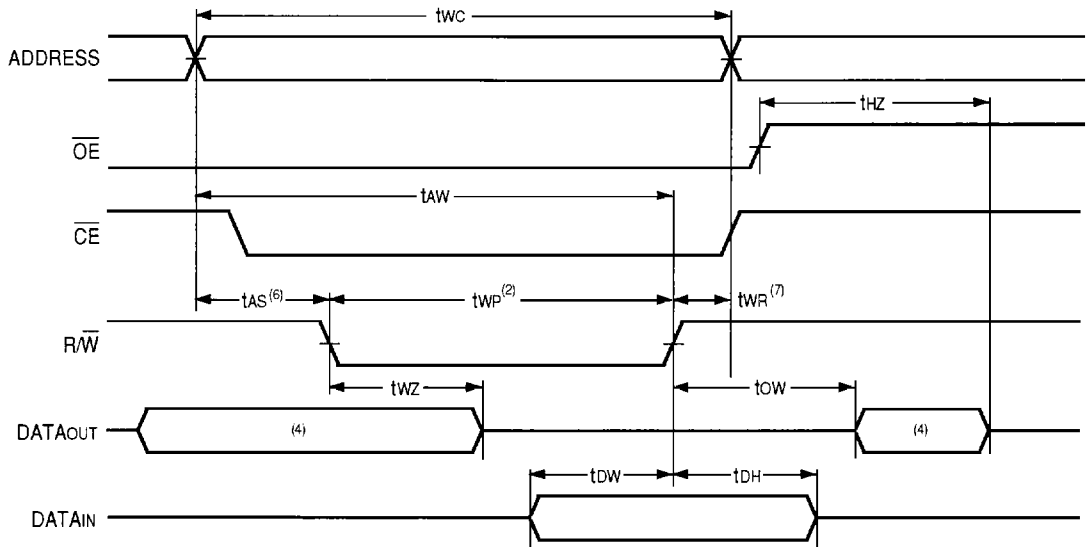 tWC
ADDRESS
tHZ
OE
tAW
CE
tAS(6) tWP(2) tWR(7)
R/W
tWZ tOW
DATAOUT (4) (4)
tDW tDH
DATAIN